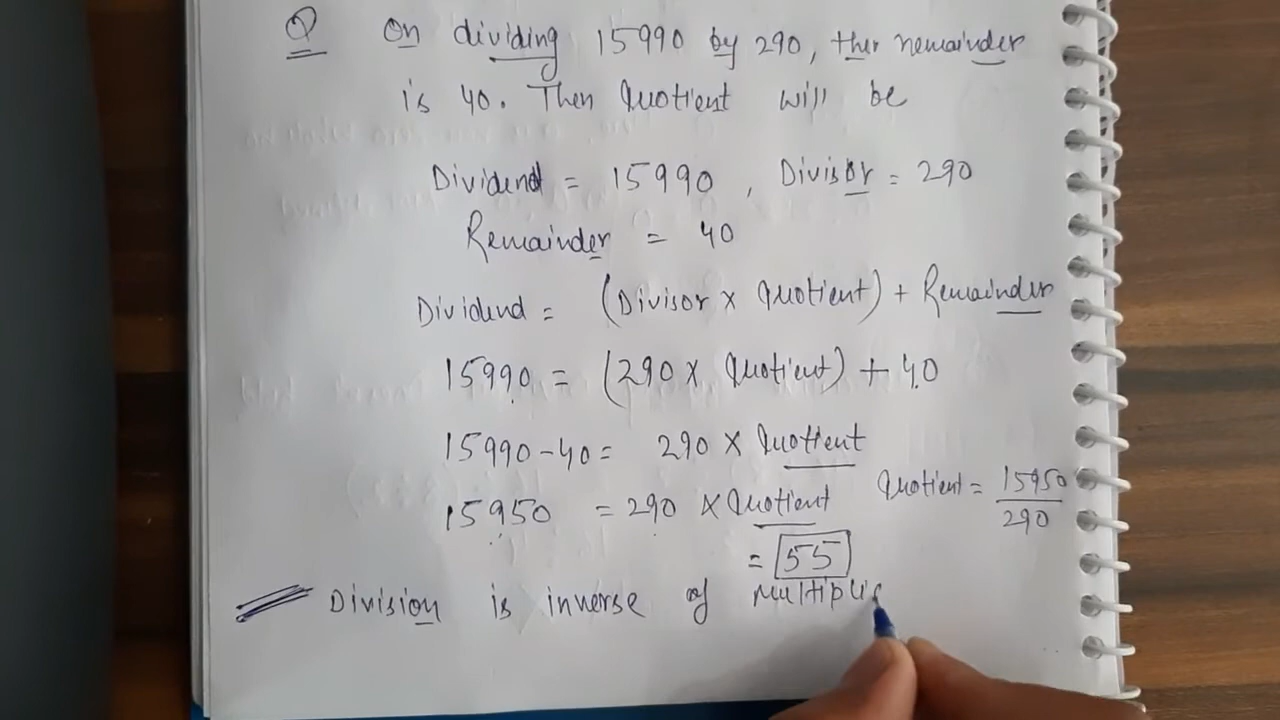 Q On dividing 15990 by 290, the remainder
is 40. Then Quotient will be
Dividend = 15990, Divisor = 290
Remainder = 40
Dividend = (Divisor x Quotient) + Remainder
15990 = (290 x Quotient) + 40
15990 - 40 = 290 x Quotient
15950 = 290 x Quotient Quotient = 15950/290
= 55
Division is inverse of Multiplic